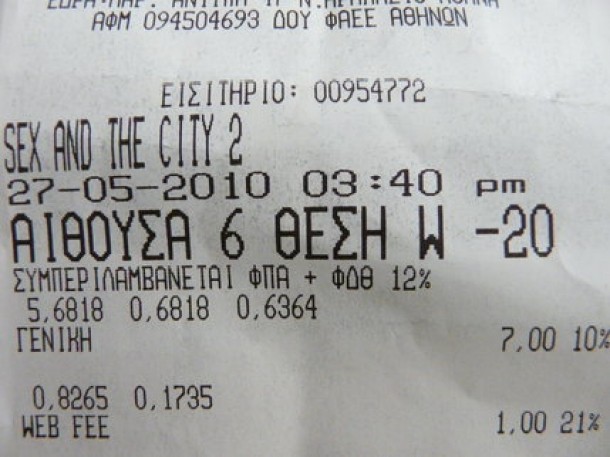 ΑΦΜ 094504693 ΔΟΥ ΦΑΕΕ ΑΘΗΝΩΝ
ΕΙΣΙΤΗΡΙΟ: 00954772
SEX AND THE CITY 2
27-05-2010 03:40 pm
ΑΙΘΟΥΣΑ 6 ΘΕΣΗ W -20
ΣΥΜΠΕΡΙΛΑΜΒΑΝΕΤΑΙ ΦΠΑ + ΦΔΘ 12%
5,6818 0,6818 0,6364
ΓΕΝΙΚΗ 7,00 10%
0,8265 0,1735
WEB FEE 1,00 21%